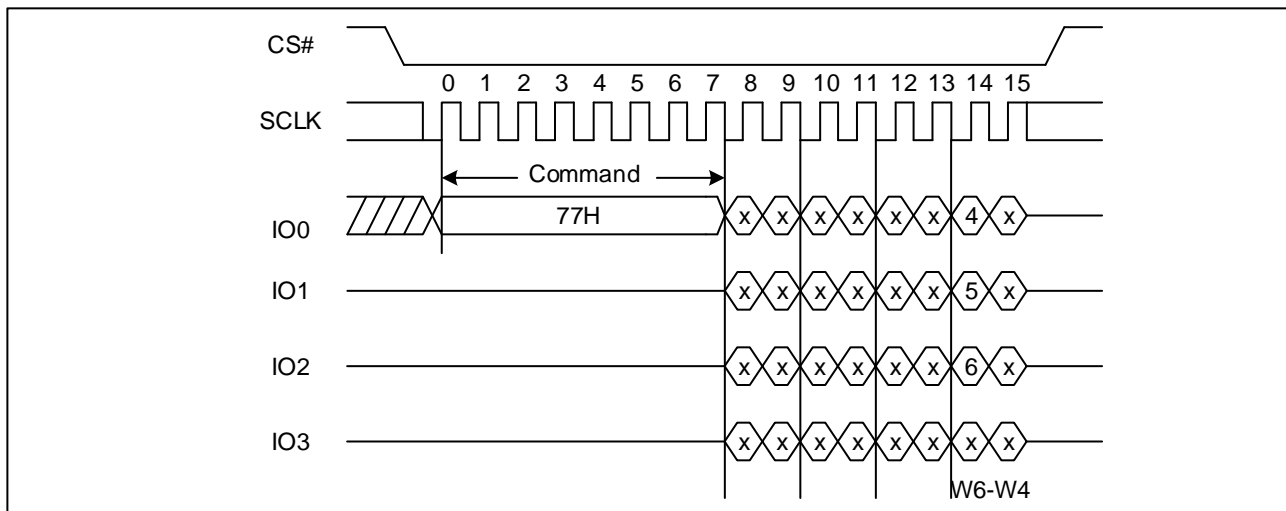 CS#
0 1 2 3 4 5 6 7 8 9 10 11 12 13 14 15
SCLK
Command
IO0 77H x x x x x x 4 x
IO1 x x x x x x 5 x
IO2 x x x x x x 6 x
IO3 x x x x x x x x
W6-W4